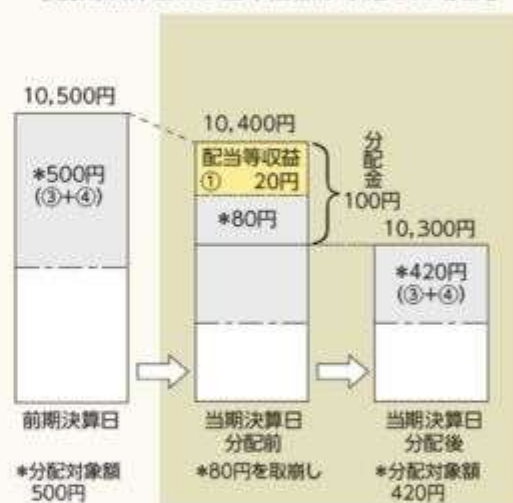 10,500円
*500円
(③+④)
前期決算日
*分配対象額
500円
10,400円
配当等収益
① 20円
*80円
分配金
100円
当期決算日
分配前
*80円を取崩し
10,300円
*420円
(③+④)
当期決算日
分配後
*分配対象額
420円